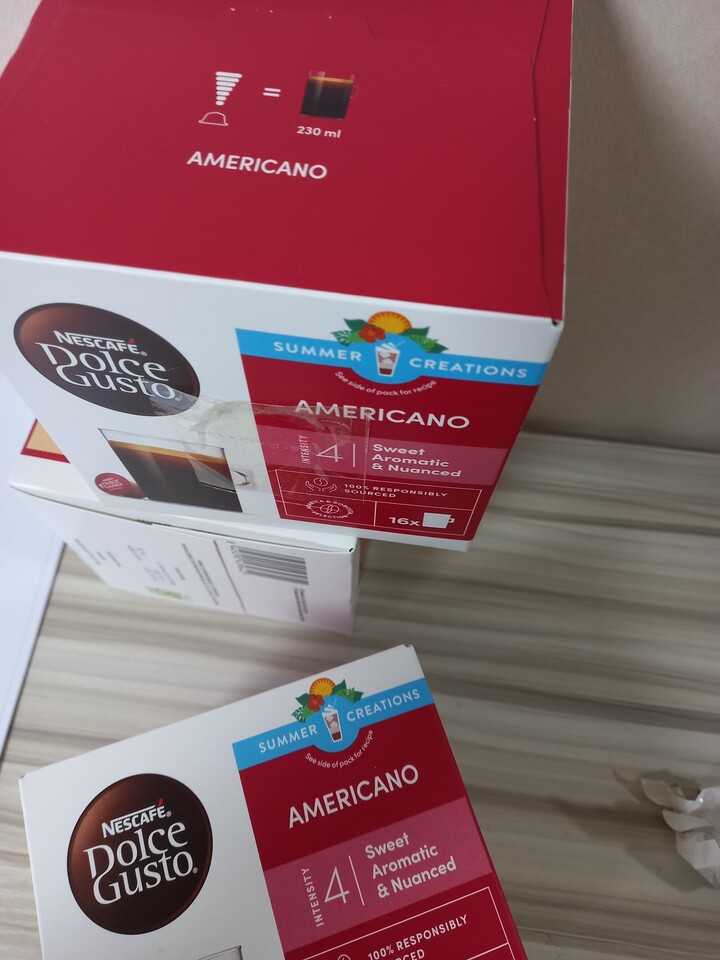 =
230 ml
AMERICANO
NESCAFÉ®
Dolce
Gusto®
SUMMER CREATIONS
See side of pack for recipe
AMERICANO
INTENSITY
4
Sweet
Aromatic
& Nuanced
100% RESPONSIBLY
SOURCED
16x
SUMMER CREATIONS
See side of pack for recipe
AMERICANO
NESCAFÉ®
Dolce
Gusto®
INTENSITY
4
Sweet
Aromatic
& Nuanced
100% RESPONSIBLY